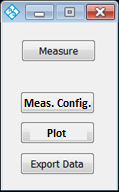 Measure
Meas. Config.
Plot
Export Data